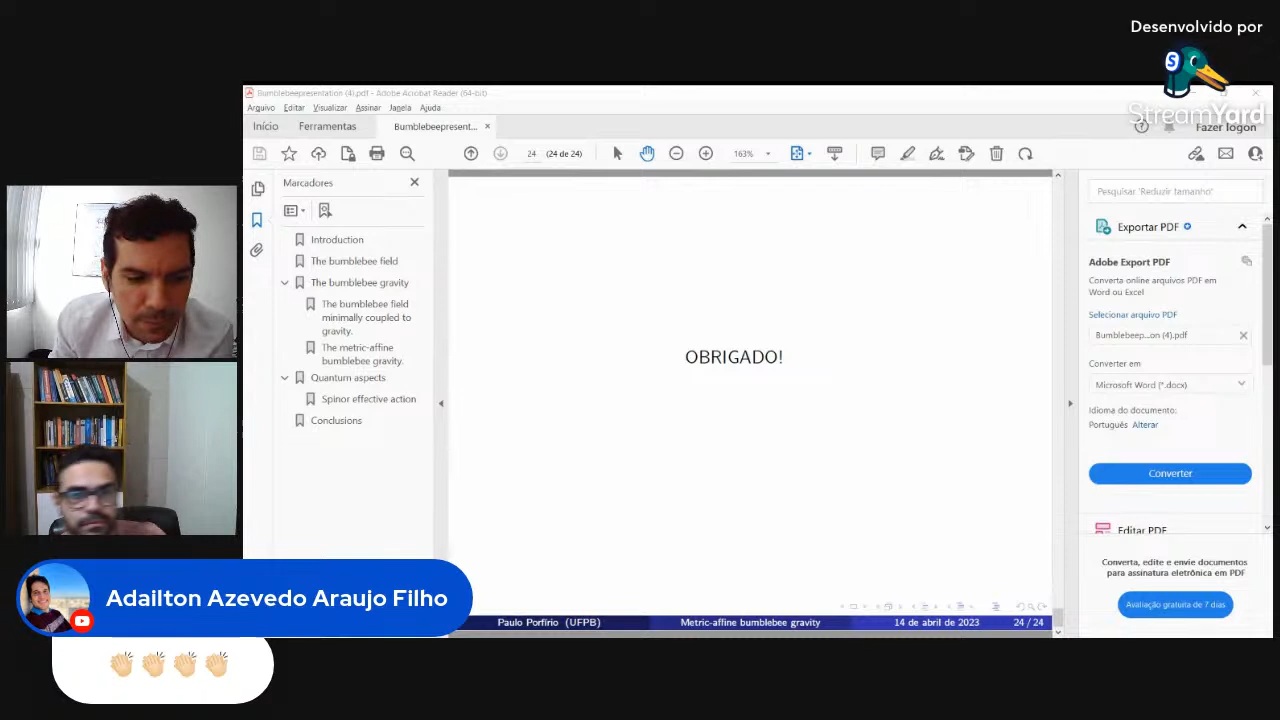 Desenvolvido por
S
StreamYard
Bumblebeepresentation (4).pdf - Adobe Acrobat Reader (64-bit)
Arquivo Editar Visualizar Assinar Janela Ajuda
Início Ferramentas Bumblebeepresent... × Fazer logon
24 (24 de 24) 163%
Marcadores
Introduction
The bumblebee field
The bumblebee gravity
The bumblebee field
minimally coupled to
gravity.
The metric-affine
bumblebee gravity.
Quantum aspects
Spinor effective action
Conclusions
OBRIGADO!
Paulo Porfírio (UFPB) Metric-affine bumblebee gravity 14 de abril de 2023 24 / 24
Pesquisar 'Reduzir tamanho'
Exportar PDF
Adobe Export PDF
Converta online arquivos PDF em
Word ou Excel
Selecionar arquivo PDF
Bumblebeep...on (4).pdf
Converter em
Microsoft Word (*.docx)
Idioma do documento:
Português Alterar
Converter
Editar PDF
Converta, edite e envie documentos
para assinatura eletrônica em PDF
Avaliação gratuita de 7 dias
Adailton Azevedo Araujo Filho
👏🏻 👏🏻 👏🏻 👏🏻